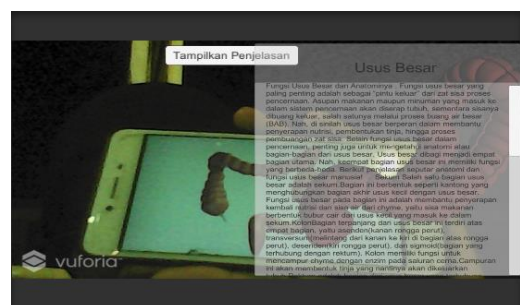 Tampilkan Penjelasan
Usus Besar
Fungsi Usus Besar dan Anatominya . Fungsi usus besar yang
paling penting adalah sebagai "pintu keluar" dari zat sisa proses
pencernaan. Asupan makanan maupun minuman yang masuk ke
dalam sistem pencernaan akan diserap tubuh, sementara sisanya
dibuang keluar, salah satunya melalui proses buang air besar
(BAB). Nah, di sinilah usus besar berperan dalam membantu
penyerapan nutrisi, pembentukan tinja, hingga proses
pembuangan zat sisa. Selain fungsi usus besar dalam
pencernaan, penting juga untuk mengetahui anatomi atau
bagian-bagian dari usus besar. Usus besar dibagi menjadi empat
bagian utama. Nah, keempat bagian usus besar ini memiliki fungsi
yang berbeda-beda. Berikut penjelasan seputar anatomi dan
fungsi usus besar manusia! Sekum Salah satu bagian usus
besar adalah sekum.Bagian ini berbentuk seperti kantong yang
menghubungkan bagian akhir usus kecil dengan usus besar.
Fungsi usus besar pada bagian ini adalah membantu penyerapan
kembali nutrisi dan sisa air dari chyme, yaitu sisa makanan
berbentuk bubur cair dari usus kecil yang masuk ke dalam
sekum.KolonBagian terpanjang dan usus besar ini terdiri atas
empat bagian, yaitu asenden(kanan rongga perut),
transversum(melintang dari kanan ke kiri di bagian atas rongga
perut), desenden(kiri rongga perut), dan sigmoid(bagian yang
terhubung dengan rektum). Kolon memiliki fungsi untuk
mencampur chyme dengan enzim pada saluran cerna.Campuran
ini akan membentuk tinja yang nantinya akan dikeluarkan
vuforia